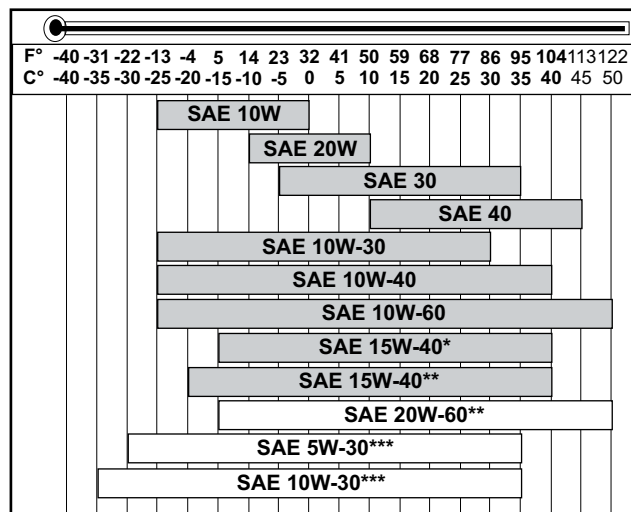 F° -40 -31 -22 -13 -4 5 14 23 32 41 50 59 68 77 86 95 104 113 122
C° -40 -35 -30 -25 -20 -15 -10 -5 0 5 10 15 20 25 30 35 40 45 50
SAE 10W
SAE 20W
SAE 30
SAE 40
SAE 10W-30
SAE 10W-40
SAE 10W-60
SAE 15W-40*
SAE 15W-40**
SAE 20W-60**
SAE 5W-30***
SAE 10W-30***